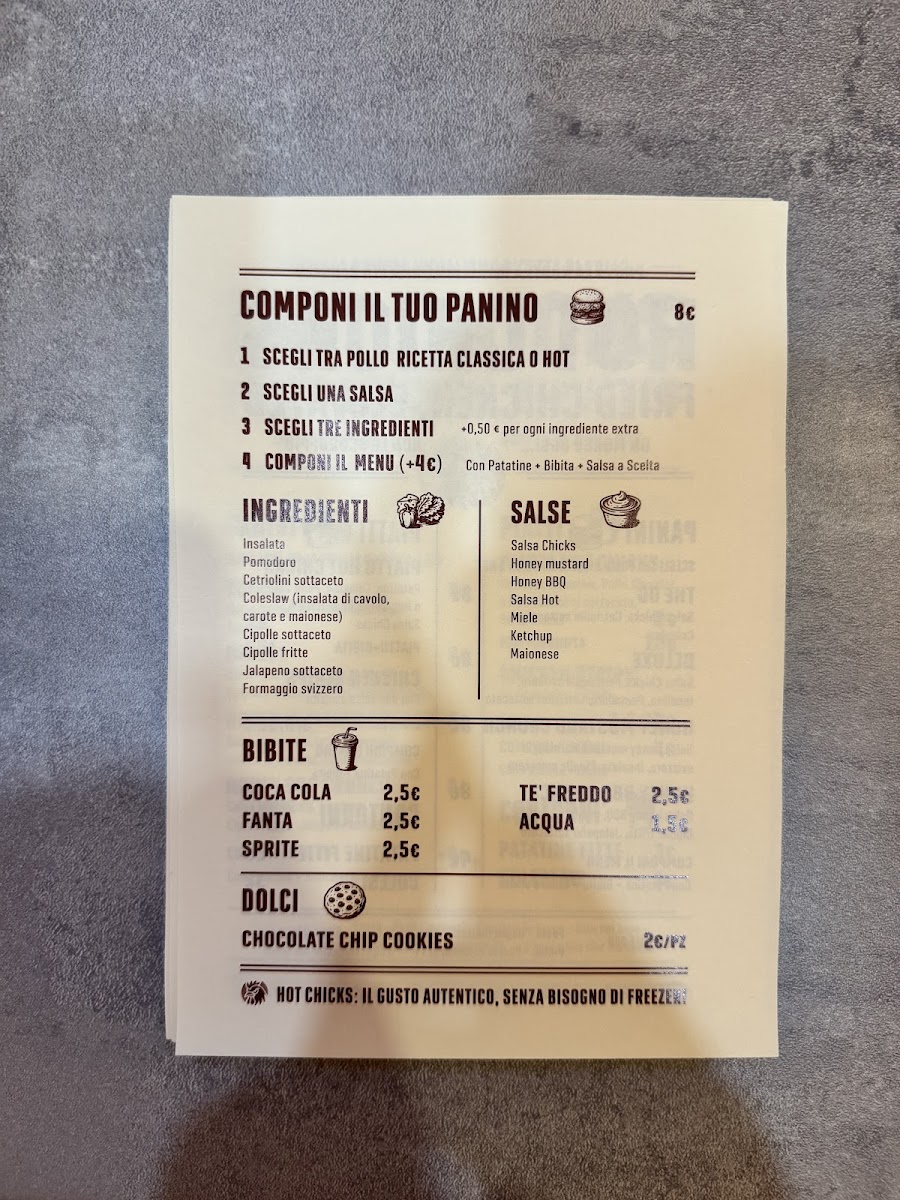 COMPONI IL TUO PANINO 8€
1 SCEGLI TRA POLLO RICETTA CLASSICA O HOT
2 SCEGLI UNA SALSA
3 SCEGLI TRE INGREDIENTI +0,50 € per ogni ingrediente extra
4 COMPONI IL MENU (+4€) Con Patatine + Bibita + Salsa a Scelta
INGREDIENTI
Insalata
Pomodoro
Cetriolini sottaceto
Coleslaw (insalata di cavolo,
carote e maionese)
Cipolle sottaceto
Cipolle fritte
Jalapeno sottaceto
Formaggio svizzero
SALSE
Salsa Chicks
Honey mustard
Honey BBQ
Salsa Hot
Miele
Ketchup
Maionese
BIBITE
COCA COLA 2,5€
FANTA 2,5€
SPRITE 2,5€
TE' FREDDO 2,5€
ACQUA 1,5€
DOLCI
CHOCOLATE CHIP COOKIES 2€/PZ
HOT CHICKS: IL GUSTO AUTENTICO, SENZA BISOGNO DI FREEZER!